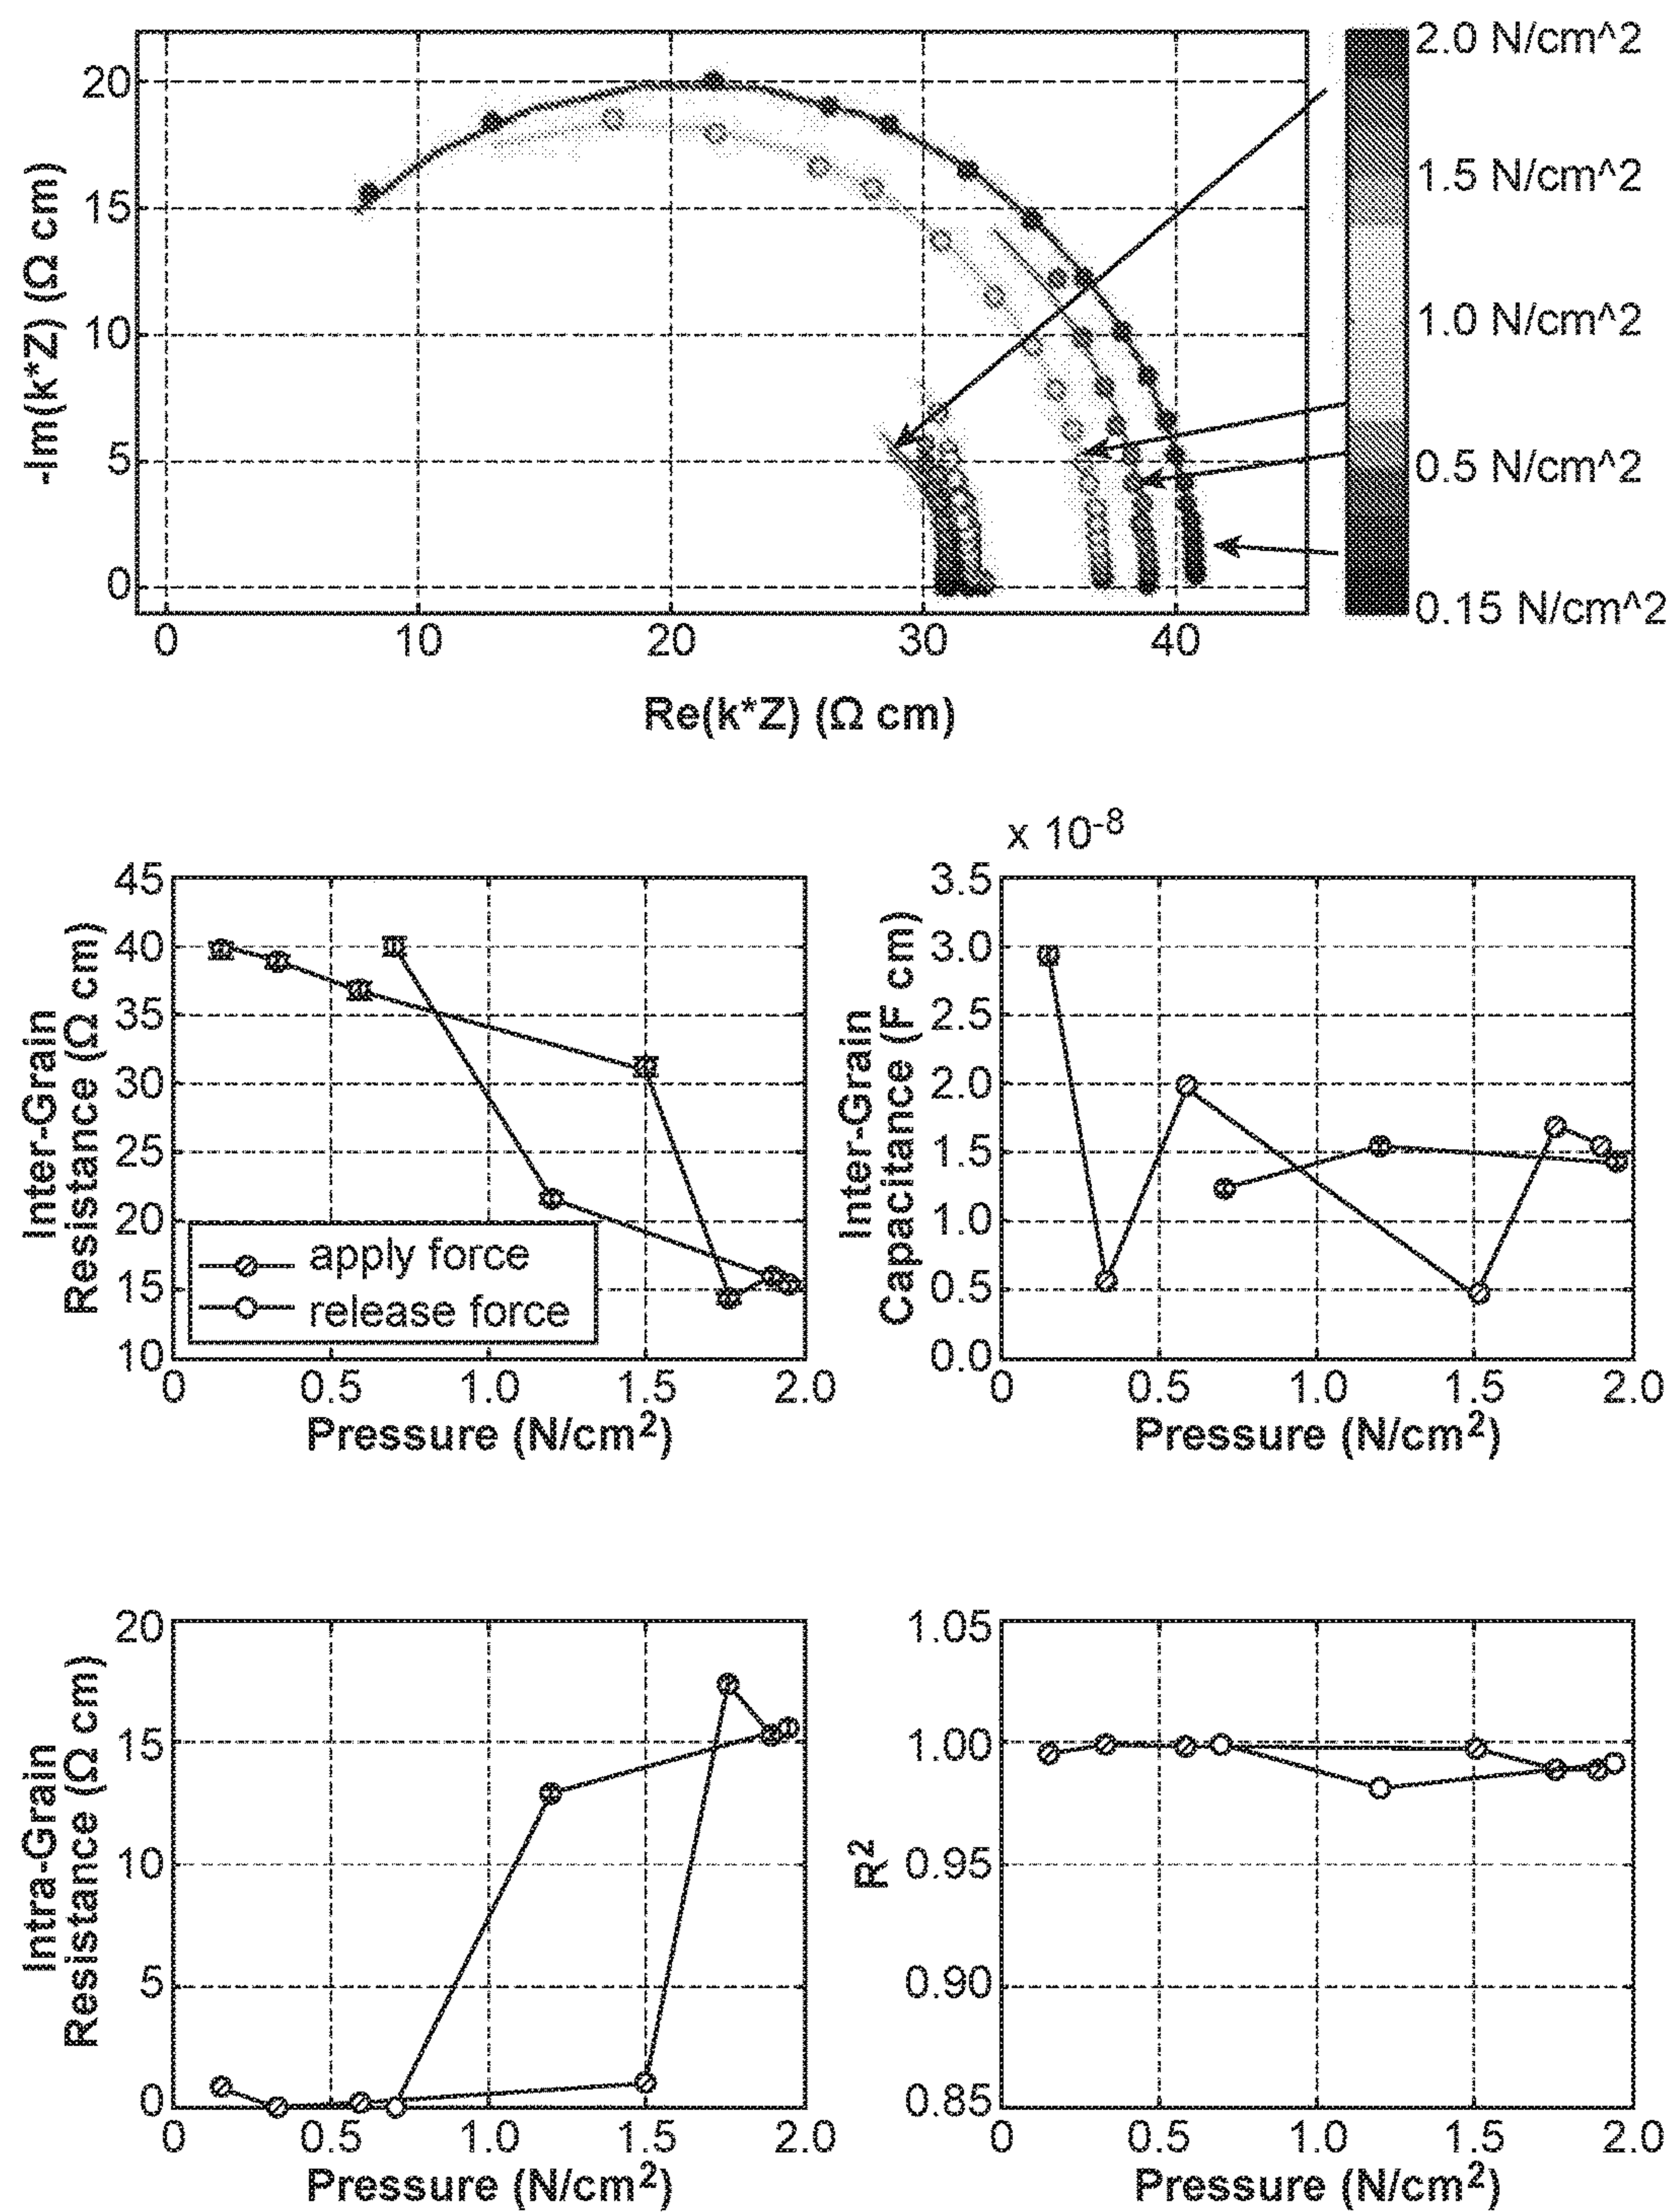 20
15
10
5
0
-Im(k*Z) (Ω cm)
0 10 20 30 40
Re(k*Z) (Ω cm)
2.0 N/cm^2
1.5 N/cm^2
1.0 N/cm^2
0.5 N/cm^2
0.15 N/cm^2
45
40
35
30
25
20
15
10
Inter-Grain
Resistance (Ω cm)
apply force
release force
0 0.5 1.0 1.5 2.0
Pressure (N/cm²)
x 10⁻⁸
3.5
3.0
2.5
2.0
1.5
1.0
0.5
0.0
Inter-Grain
Capacitance (F cm)
0 0.5 1.0 1.5 2.0
Pressure (N/cm²)
20
15
10
5
0
Intra-Grain
Resistance (Ω cm)
0 0.5 1.0 1.5 2.0
Pressure (N/cm²)
1.05
1.00
0.95
0.90
0.85
R²
0 0.5 1.0 1.5 2.0
Pressure (N/cm²)